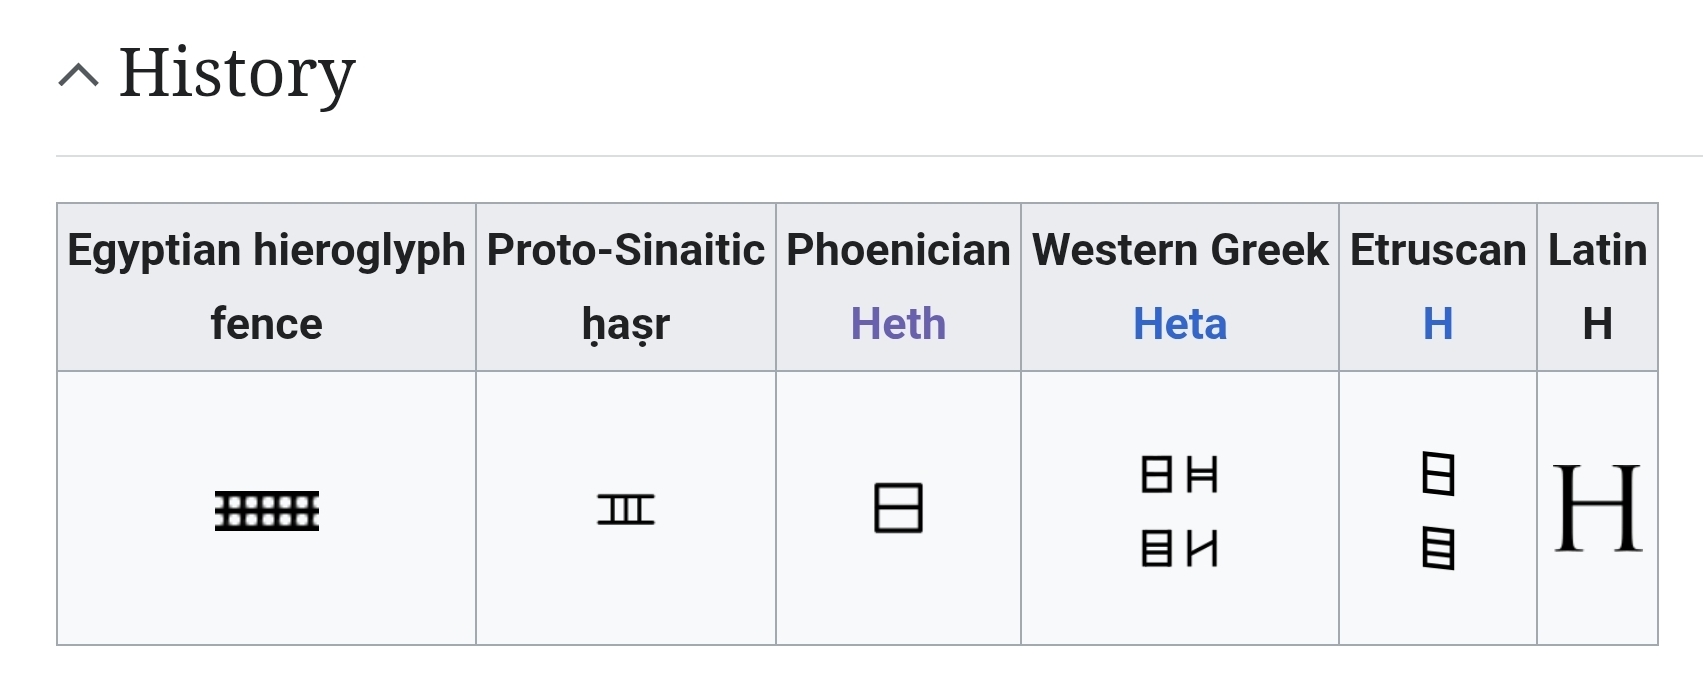 History
Egyptian hieroglyph fence
Proto-Sinaitic ḥaṣr
Phoenician Heth
Western Greek Heta
Etruscan H
Latin H
H